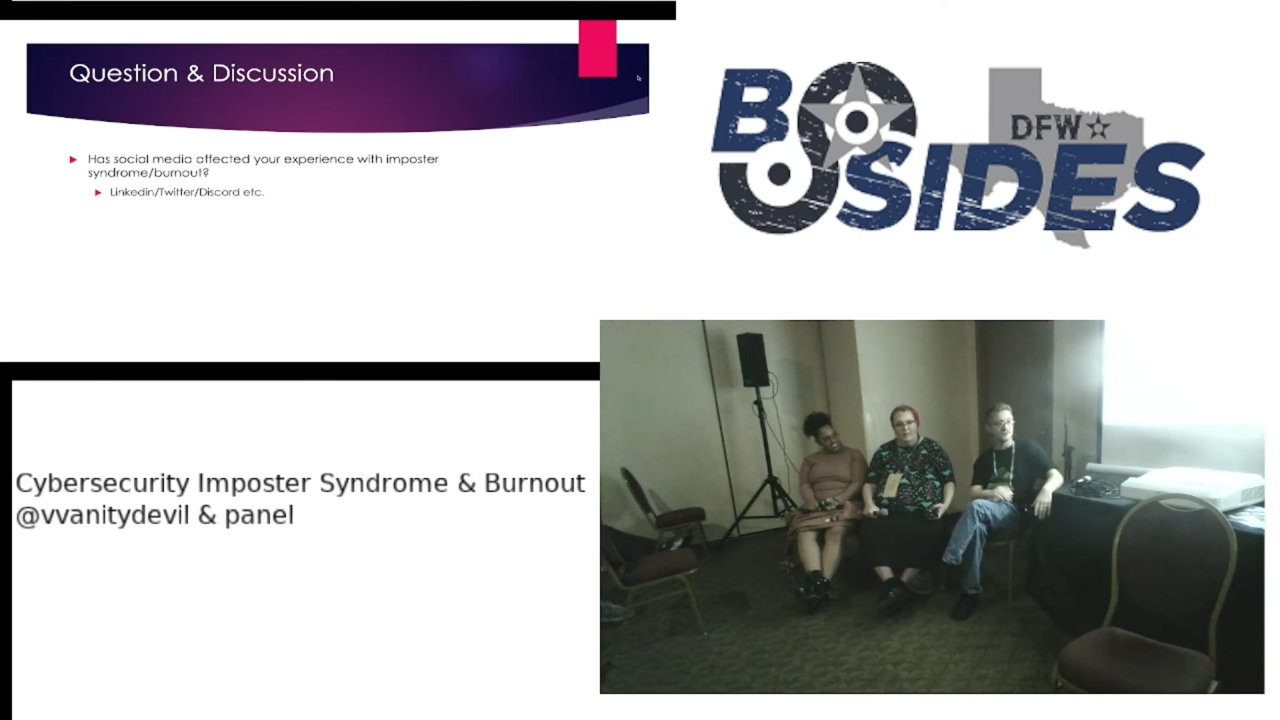 Question & Discussion
Has social media affected your experience with imposter
syndrome/burnout?
Linkedin/Twitter/Discord etc.
BSIDES
DFW
Cybersecurity Imposter Syndrome & Burnout
@vvanitydevil & panel